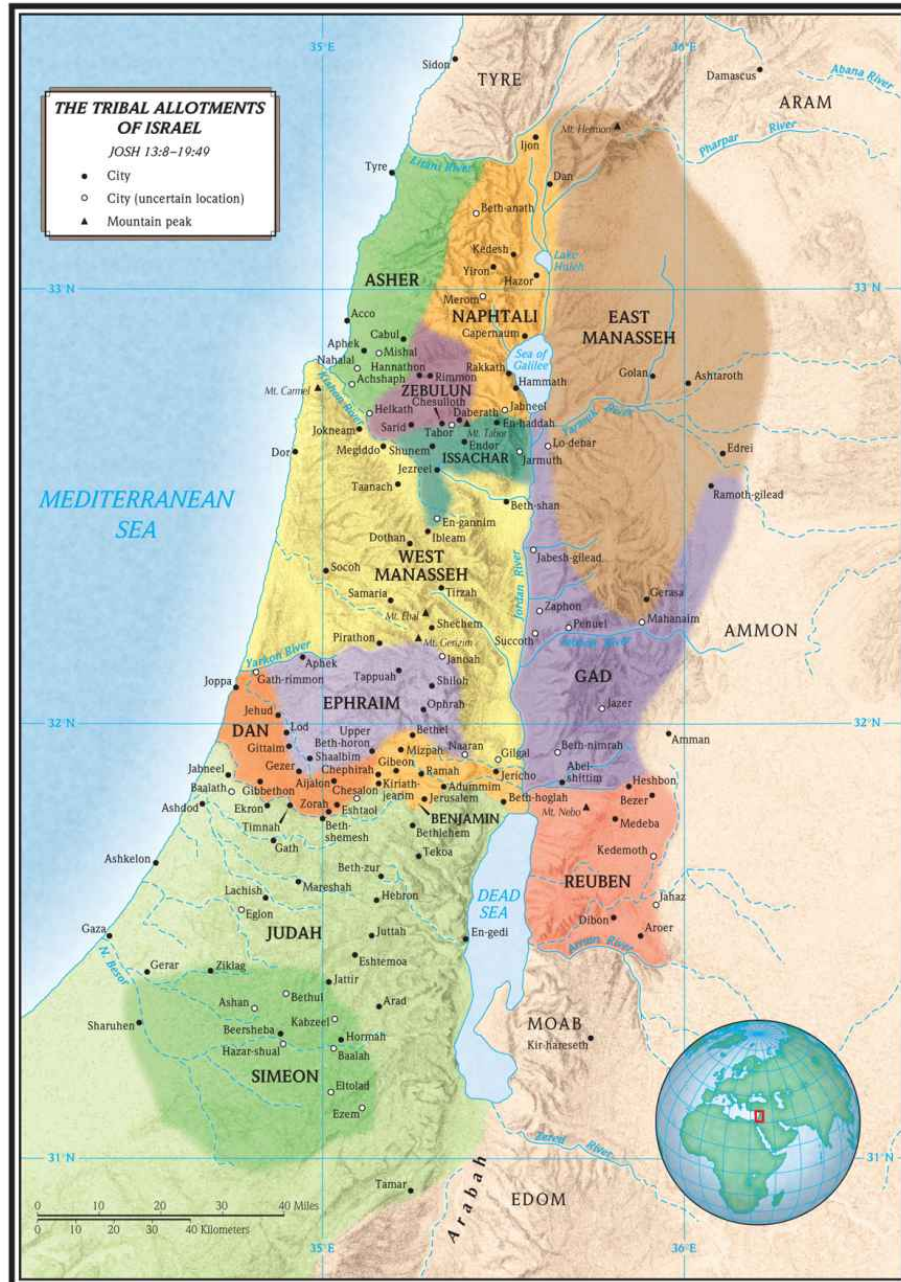 35°E
36°E
Sidon
TYRE
Damascus
Abana River
ARAM
THE TRIBAL ALLOTMENTS
OF ISRAEL
JOSH 13:8–19:49
City
City (uncertain location)
Mountain peak
Mt. Hermon
Pharpar River
Ijon
Tyre
Litani River
Dan
Beth-anath
Kedesh
Lake
Huleh
Yiron
Hazor
ASHER
33°N
33°N
Merom
NAPHTALI
EAST
MANASSEH
Acco
Cabul
Capernaum
Aphek
Mishal
Sea of
Galilee
Nahalal
Hannathon
Rimmon
Rakkath
Golan
Ashtaroth
Achshaph
Hammath
Mt. Carmel
Kishon River
ZEBULUN
Chesulloth
Daberath
Jabneel
Helkath
Yarmuk River
Jokneam
Sarid
Tabor
Mt. Tabor
En-haddah
Dor
Megiddo
Shunem
Endor
Lo-debar
Edrei
ISSACHAR
Jarmuth
Jezreel
MEDITERRANEAN
SEA
Taanach
Ramoth-gilead
Beth-shan
En-gannim
Ibleam
Dothan
WEST
MANASSEH
Jabesh-gilead
Jordan River
Socoh
Tirzah
Samaria
Gerasa
Mt. Ebal
Zaphon
Shechem
Penuel
Mahanaim
AMMON
Pirathon
Mt. Gerizim
Succoth
Jabbok River
Yarkon River
Aphek
Janoah
Gath-rimmon
Tappuah
GAD
Joppa
Shiloh
EPHRAIM
Jehud
Ophrah
Jazer
32°N
32°N
DAN
Lod
Upper
Beth-horon
Bethel
Amman
Gittaim
Mizpah
Naaran
Gilgal
Beth-nimrah
Shaalbim
Gibeon
Jabneel
Gezer
Chephirah
Ramah
Jericho
Abel-
shittim
Heshbon
Baalath
Aijalon
Kiriath-
jearim
Adummim
Gibbethon
Chesalon
Bezer
Ashdod
Ekron
Zorah
Eshtaol
Jerusalem
Beth-hoglah
Mt. Nebo
Timnah
Beth-
shemesh
BENJAMIN
Medeba
Bethlehem
Gath
Tekoa
Kedemoth
Ashkelon
Beth-zur
REUBEN
Lachish
Mareshah
DEAD
SEA
Hebron
Jahaz
Eglon
Dibon
Gaza
JUDAH
Juttah
En-gedi
Aroer
Arnon River
N. Besor
Eshtemoa
Gerar
Ziklag
Jattir
Bethul
Ashan
Arad
Sharuhen
Kabzeel
MOAB
Beersheba
Hormah
Kir-hareseth
Hazar-shual
Baalah
SIMEON
Eltolad
Ezem
Zered River
31°N
31°N
Tamar
Arabah
EDOM
0 10 20 30 40 Miles
0 10 20 30 40 Kilometers
35°E
36°E